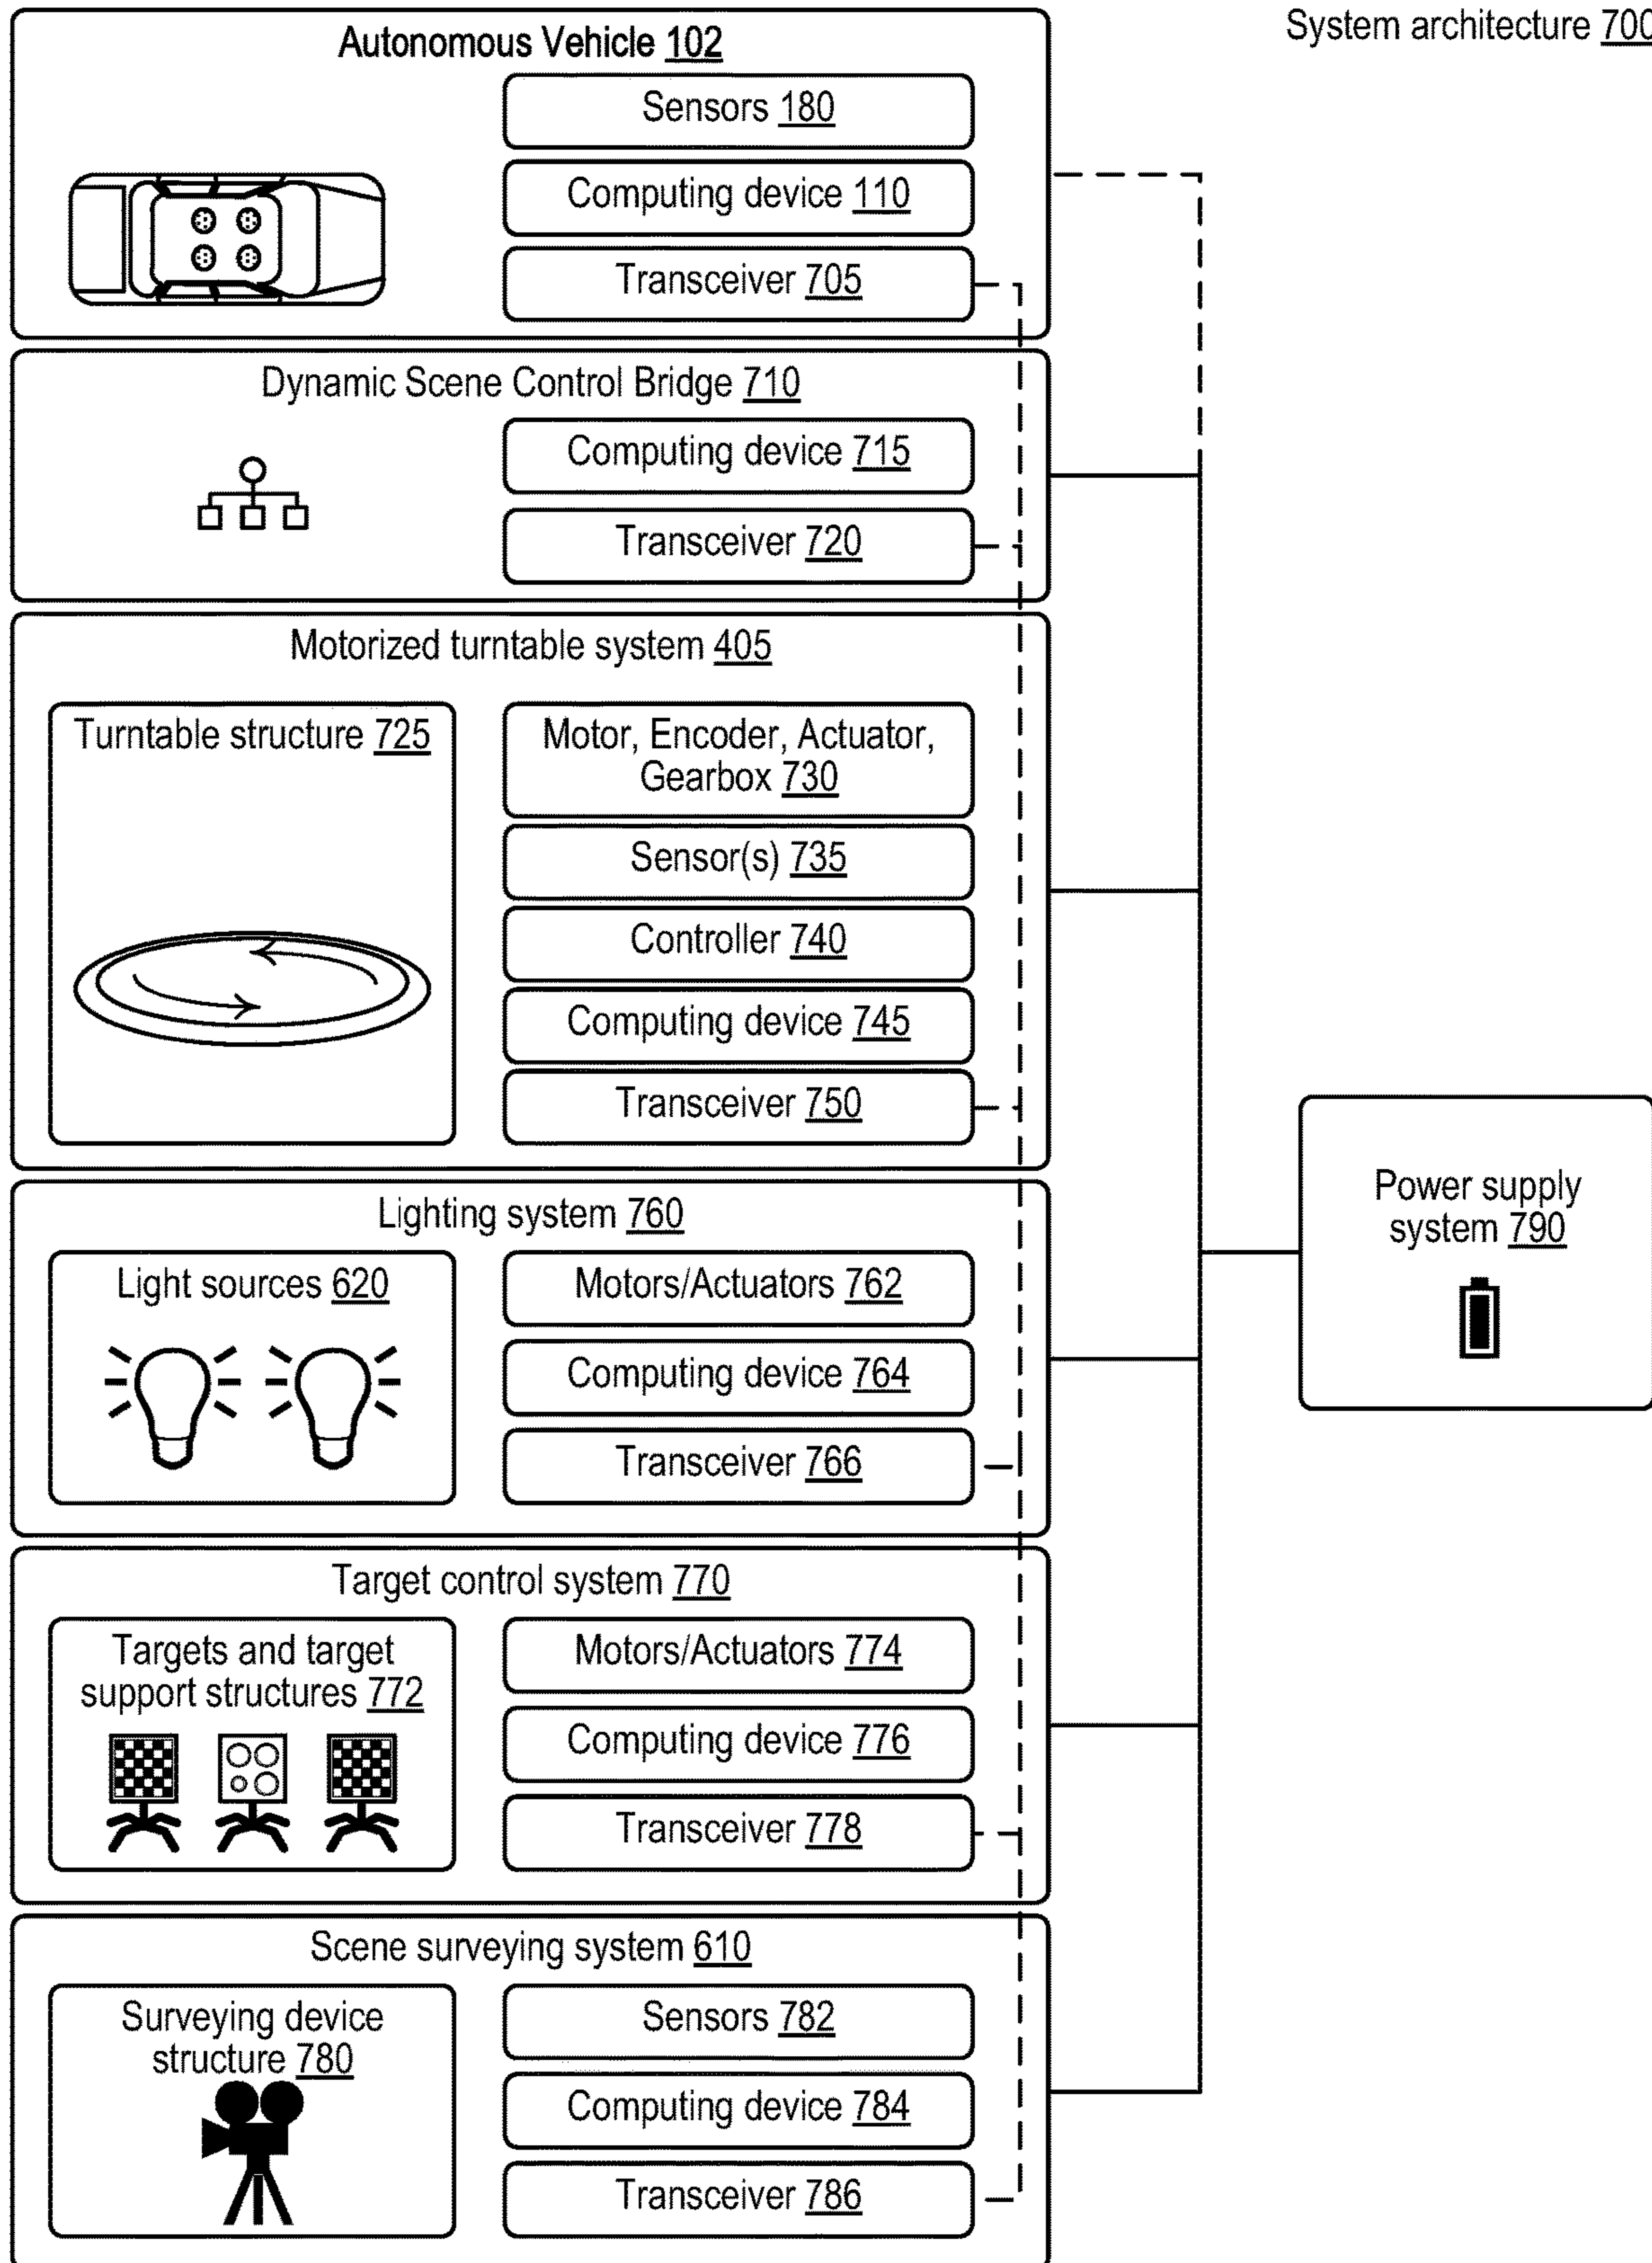 System architecture 700
Autonomous Vehicle 102
Sensors 180
Computing device 110
Transceiver 705
Dynamic Scene Control Bridge 710
Computing device 715
Transceiver 720
Motorized turntable system 405
Turntable structure 725
Motor, Encoder, Actuator,
Gearbox 730
Sensor(s) 735
Controller 740
Computing device 745
Transceiver 750
Lighting system 760
Light sources 620
Motors/Actuators 762
Computing device 764
Transceiver 766
Target control system 770
Targets and target
support structures 772
Motors/Actuators 774
Computing device 776
Transceiver 778
Scene surveying system 610
Surveying device
structure 780
Sensors 782
Computing device 784
Transceiver 786
Power supply
system 790